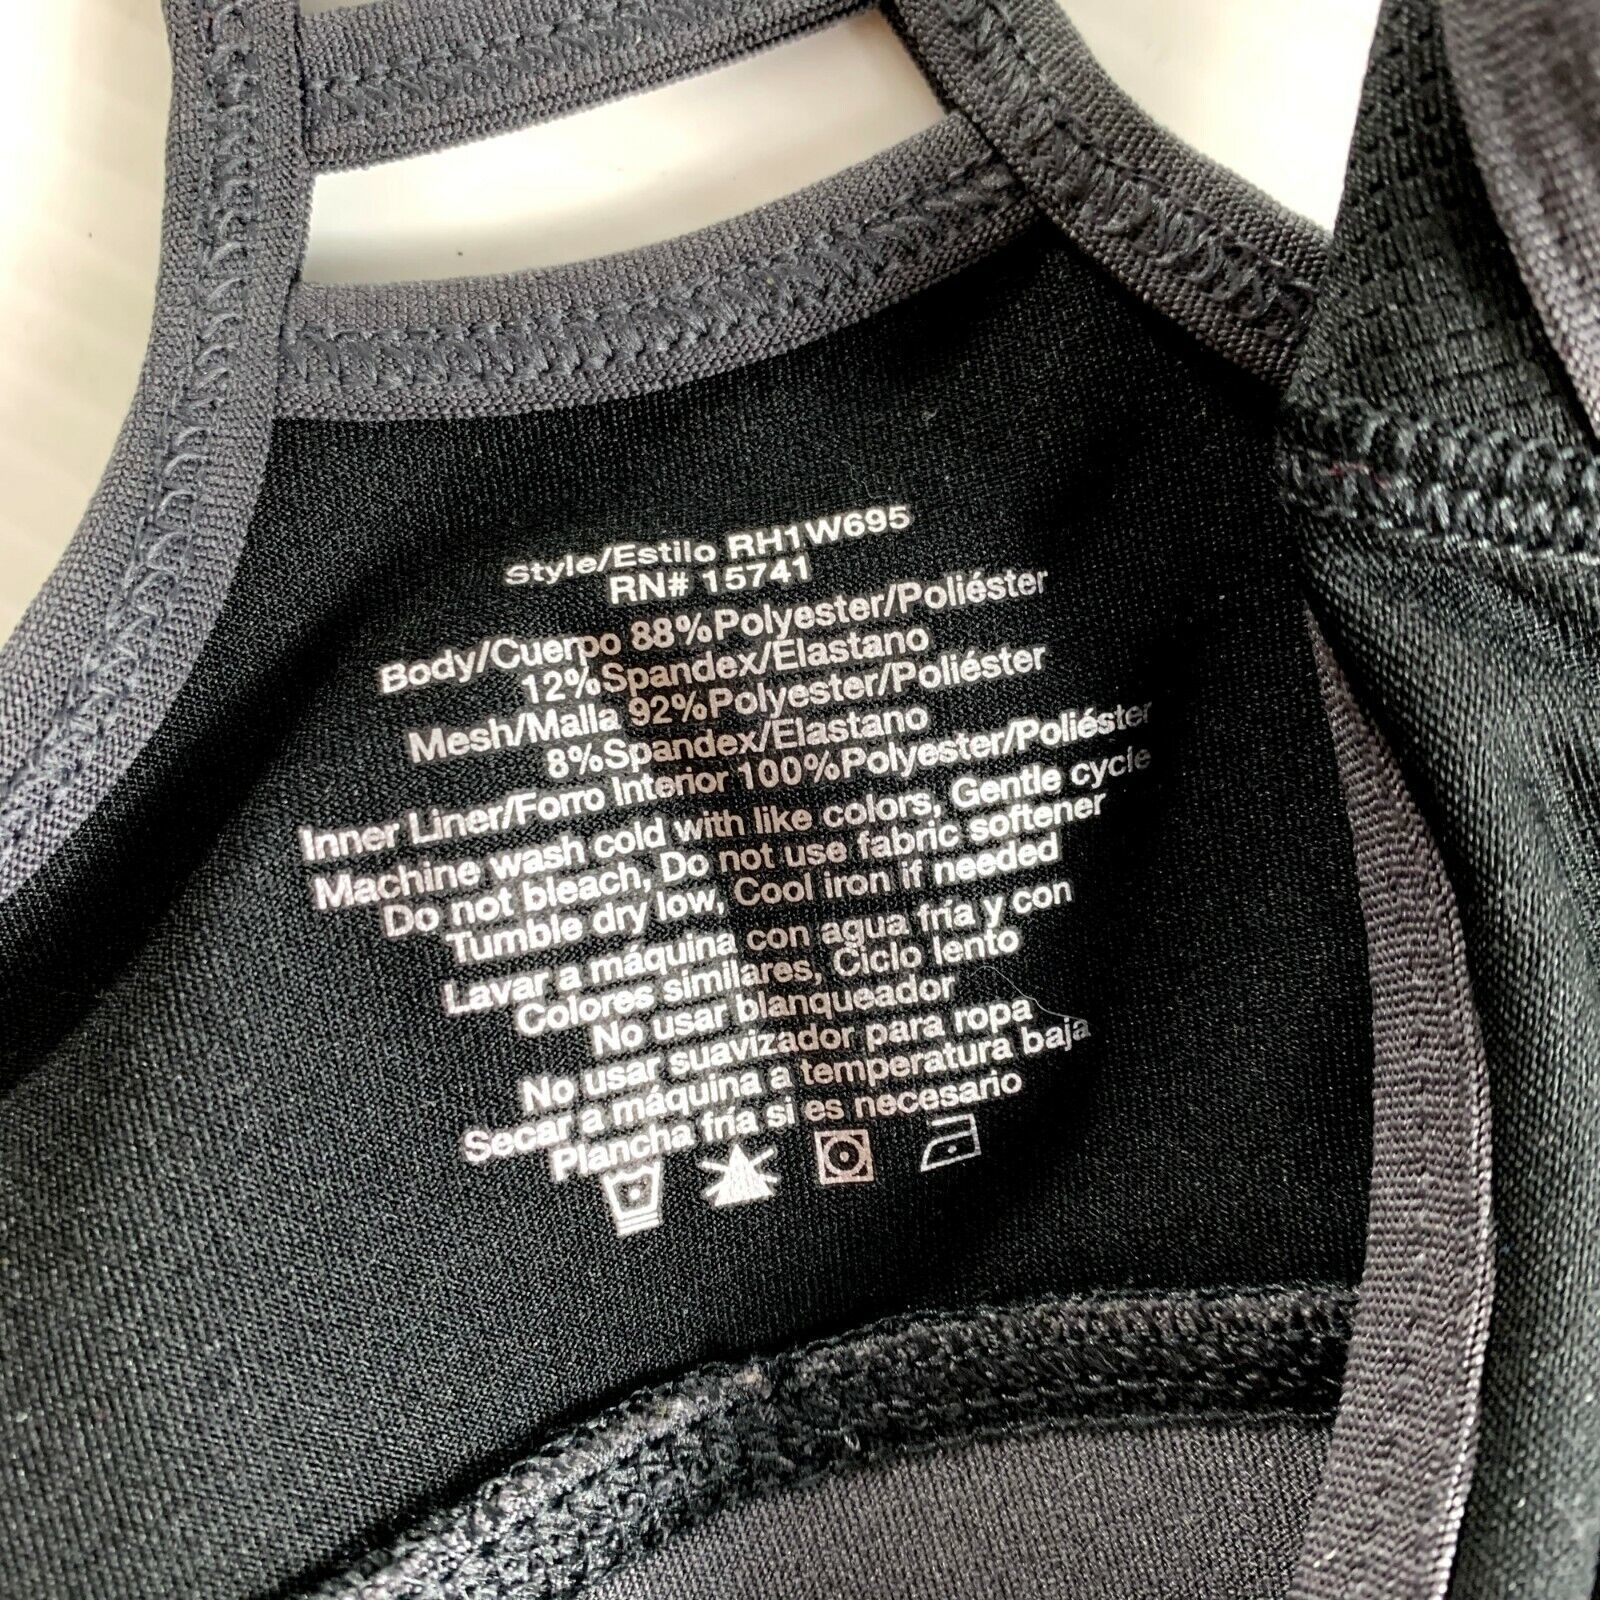 Style/Estilo RH1W695
RN# 15741
Body/Cuerpo 88%Polyester/Poliéster
12%Spandex/Elastano
Mesh/Malla 92%Polyester/Poliéster
8%Spandex/Elastano
Inner Liner/Forro Interior 100%Polyester/Poliéster
Machine wash cold with like colors, Gentle cycle
Do not bleach, Do not use fabric softener
Tumble dry low, Cool iron if needed
Lavar a máquina con agua fría y con
Colores similares, Ciclo lento
No usar blanqueador
No usar suavizador para ropa
Secar a máquina a temperatura baja
Plancha fría si es necesario